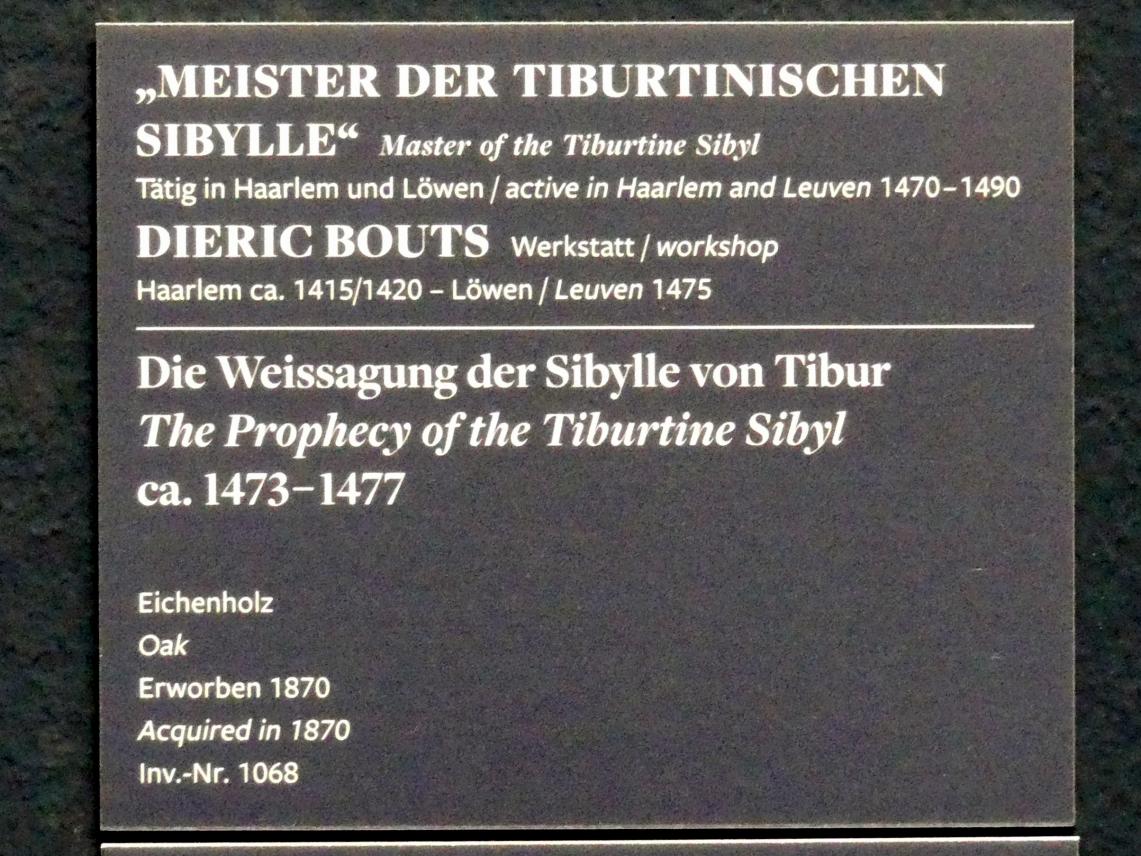 „MEISTER DER TIBURTINISCHEN
SIBYLLE“ Master of the Tiburtine Sibyl
Tätig in Haarlem und Löwen / active in Haarlem and Leuven 1470–1490
DIERIC BOUTS Werkstatt / workshop
Haarlem ca. 1415/1420 – Löwen / Leuven 1475
Die Weissagung der Sibylle von Tibur
The Prophecy of the Tiburtine Sibyl
ca. 1473–1477
Eichenholz
Oak
Erworben 1870
Acquired in 1870
Inv.-Nr. 1068